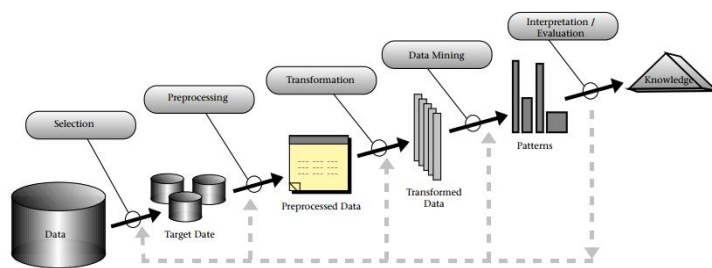 Interpretation /
Evaluation
Data Mining
Transformation
Preprocessing
Selection
Knowledge
Patterns
Transformed
Data
Preprocessed Data
Target Date
Data